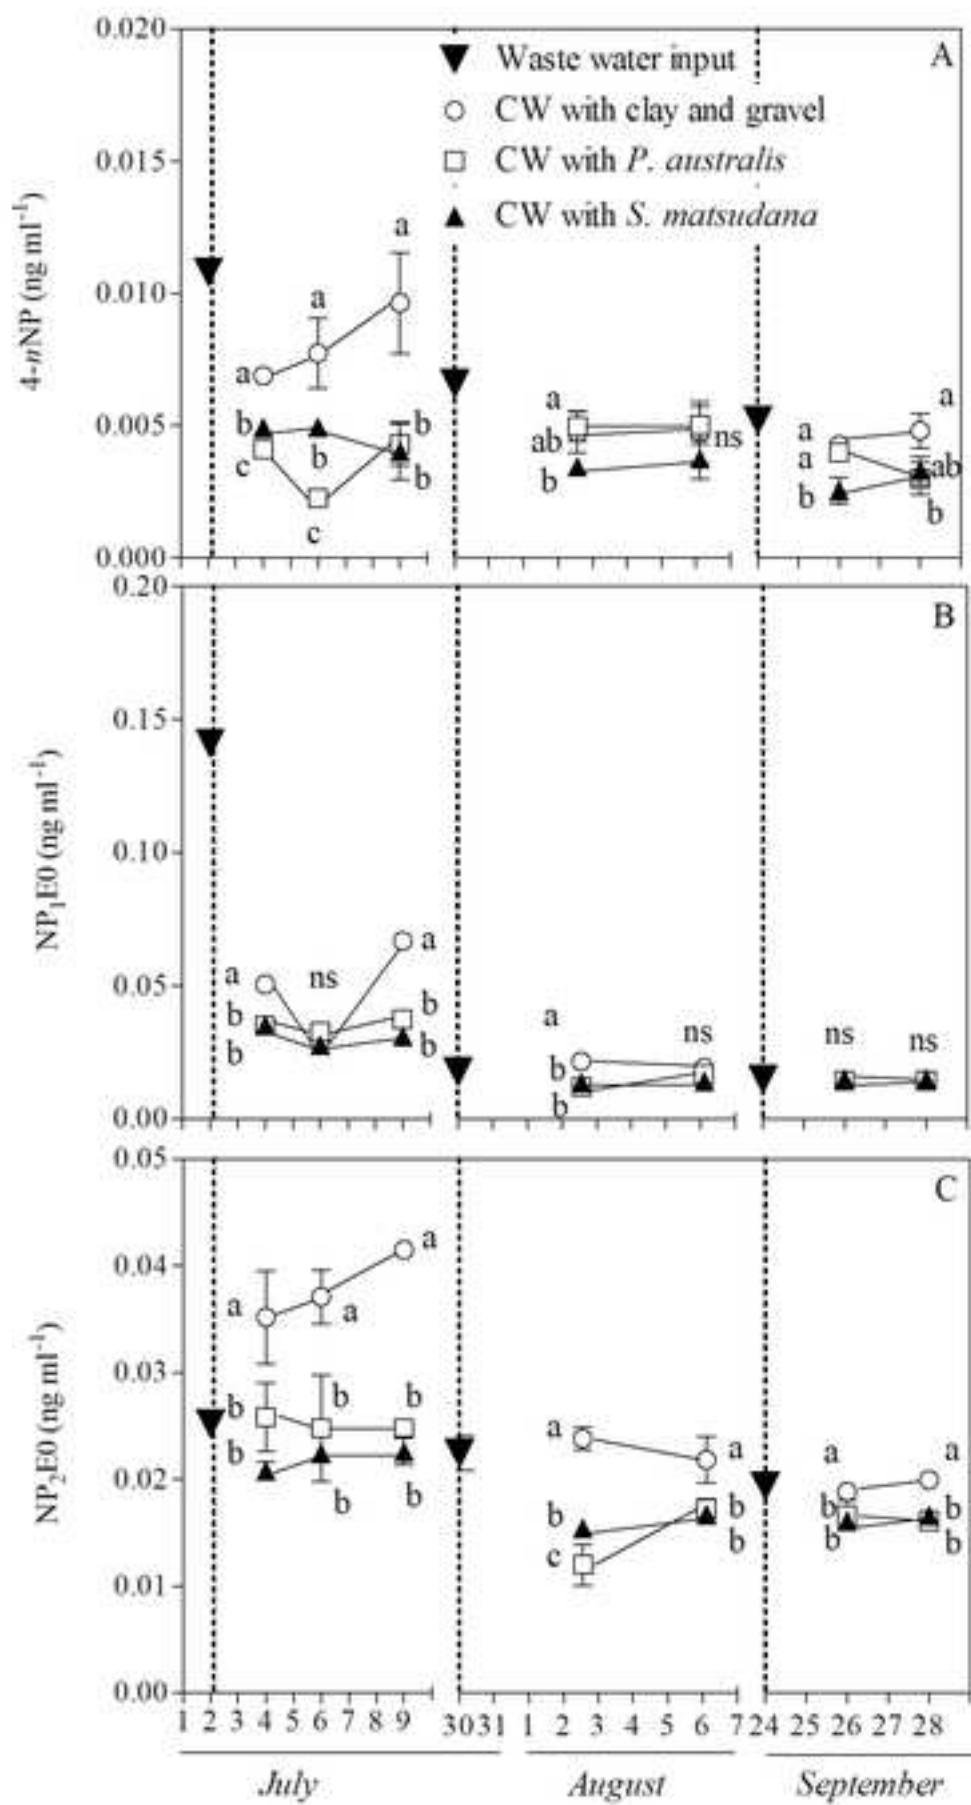 0.020
A
Waste water input
CW with clay and gravel
CW with P. australis
CW with S. matsudana
0.015
0.010
0.005
0.000
4-nNP (ng ml⁻¹)
a
a
a
b
b
b
c
c
b
a
ab
b
ns
a
a
a
b
ab
b
0.20
B
0.15
0.10
0.05
0.00
NP₁E0 (ng ml⁻¹)
a
ns
a
b
b
b
b
a
ns
b
b
ns
ns
0.05
C
0.04
0.03
0.02
0.01
0.00
NP₂E0 (ng ml⁻¹)
a
a
a
b
b
b
b
b
b
a
a
b
b
c
b
a
a
b
b
b
b
1 2 3 4 5 6 7 8 9 30 31 1 2 3 4 5 6 7 24 25 26 27 28
July August September